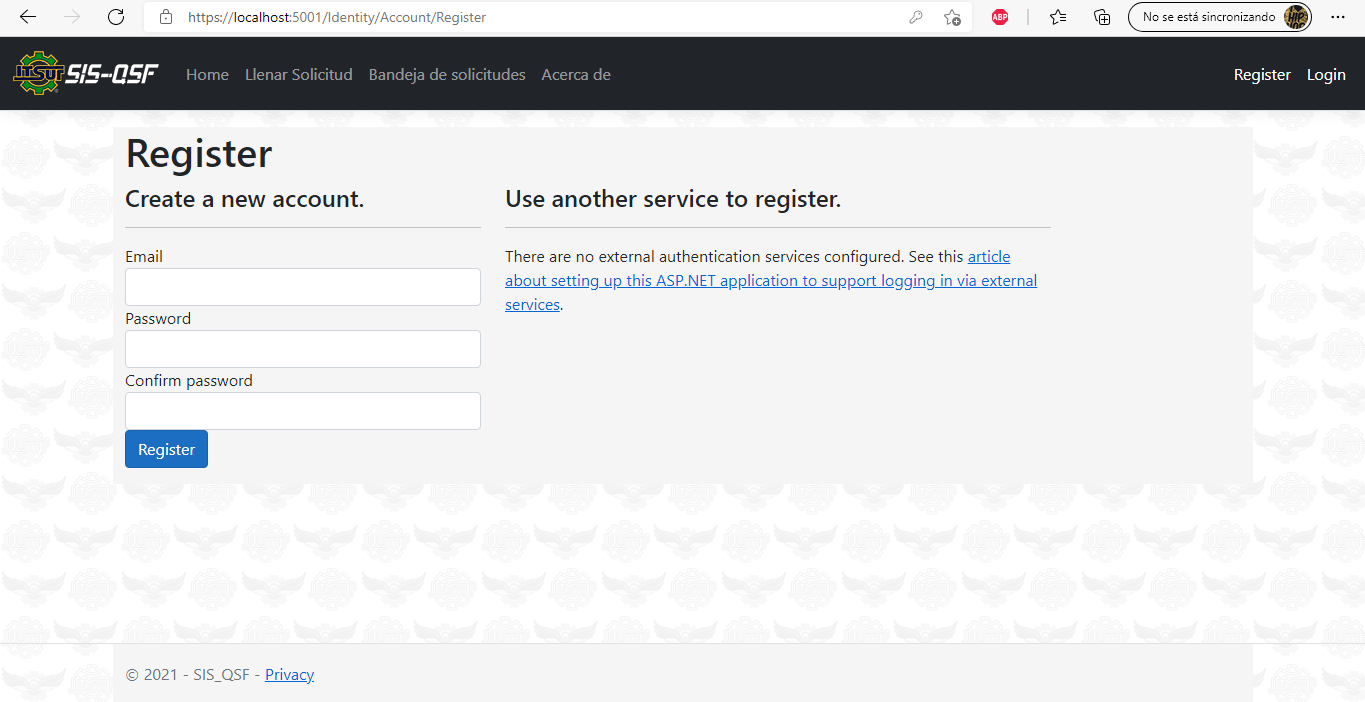 https://localhost:5001/Identity/Account/Register
ABP
No se está sincronizando
ITSUr SIS-QSF
Home Llenar Solicitud Bandeja de solicitudes Acerca de
Register Login
Register
Create a new account.
Use another service to register.
Email
Password
Confirm password
Register
There are no external authentication services configured. See this article
about setting up this ASP.NET application to support logging in via external
services.
© 2021 - SIS_QSF - Privacy